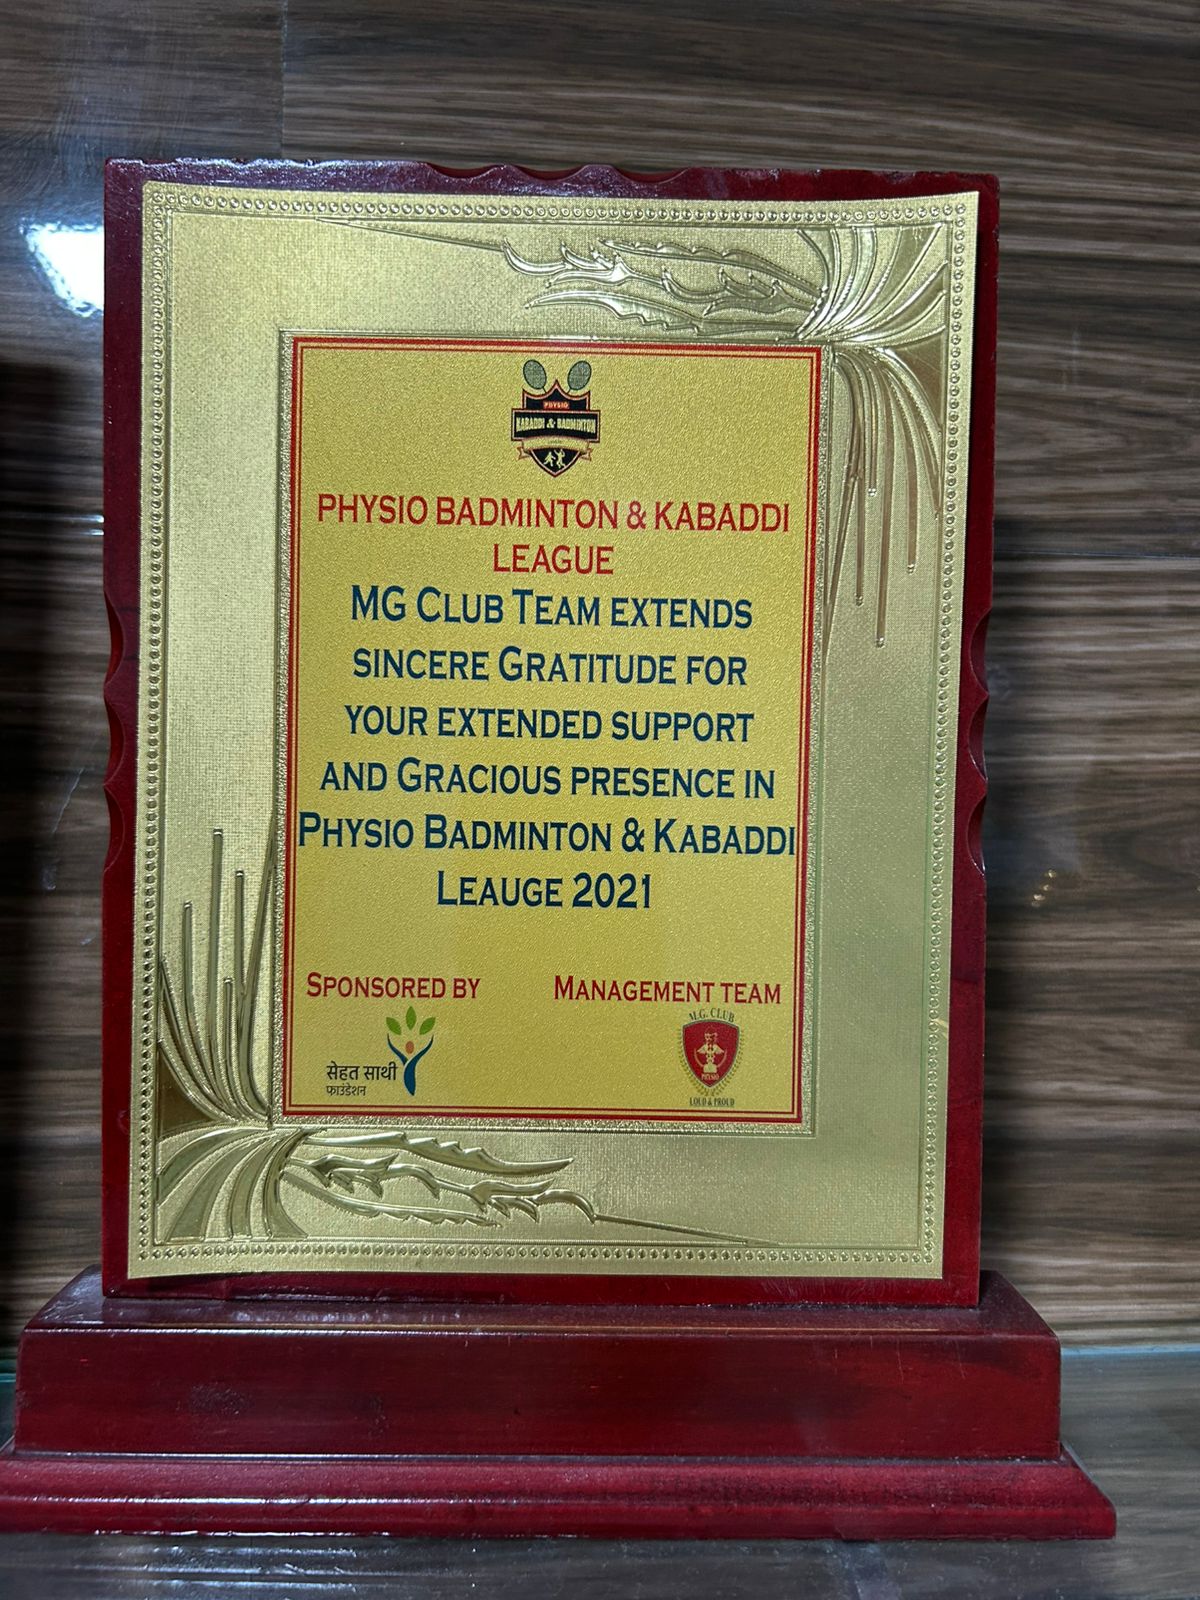 PHYSIO
KABADDI & BADMINTON
PHYSIO BADMINTON & KABADDI
LEAGUE
MG CLUB TEAM EXTENDS
SINCERE GRATITUDE FOR
YOUR EXTENDED SUPPORT
AND GRACIOUS PRESENCE IN
PHYSIO BADMINTON & KABADDI
LEAUGE 2021
SPONSORED BY
MANAGEMENT TEAM
सेहत साथी
फाउंडेशन
M.G. CLUB
PHYSIO
LOUD & PROUD